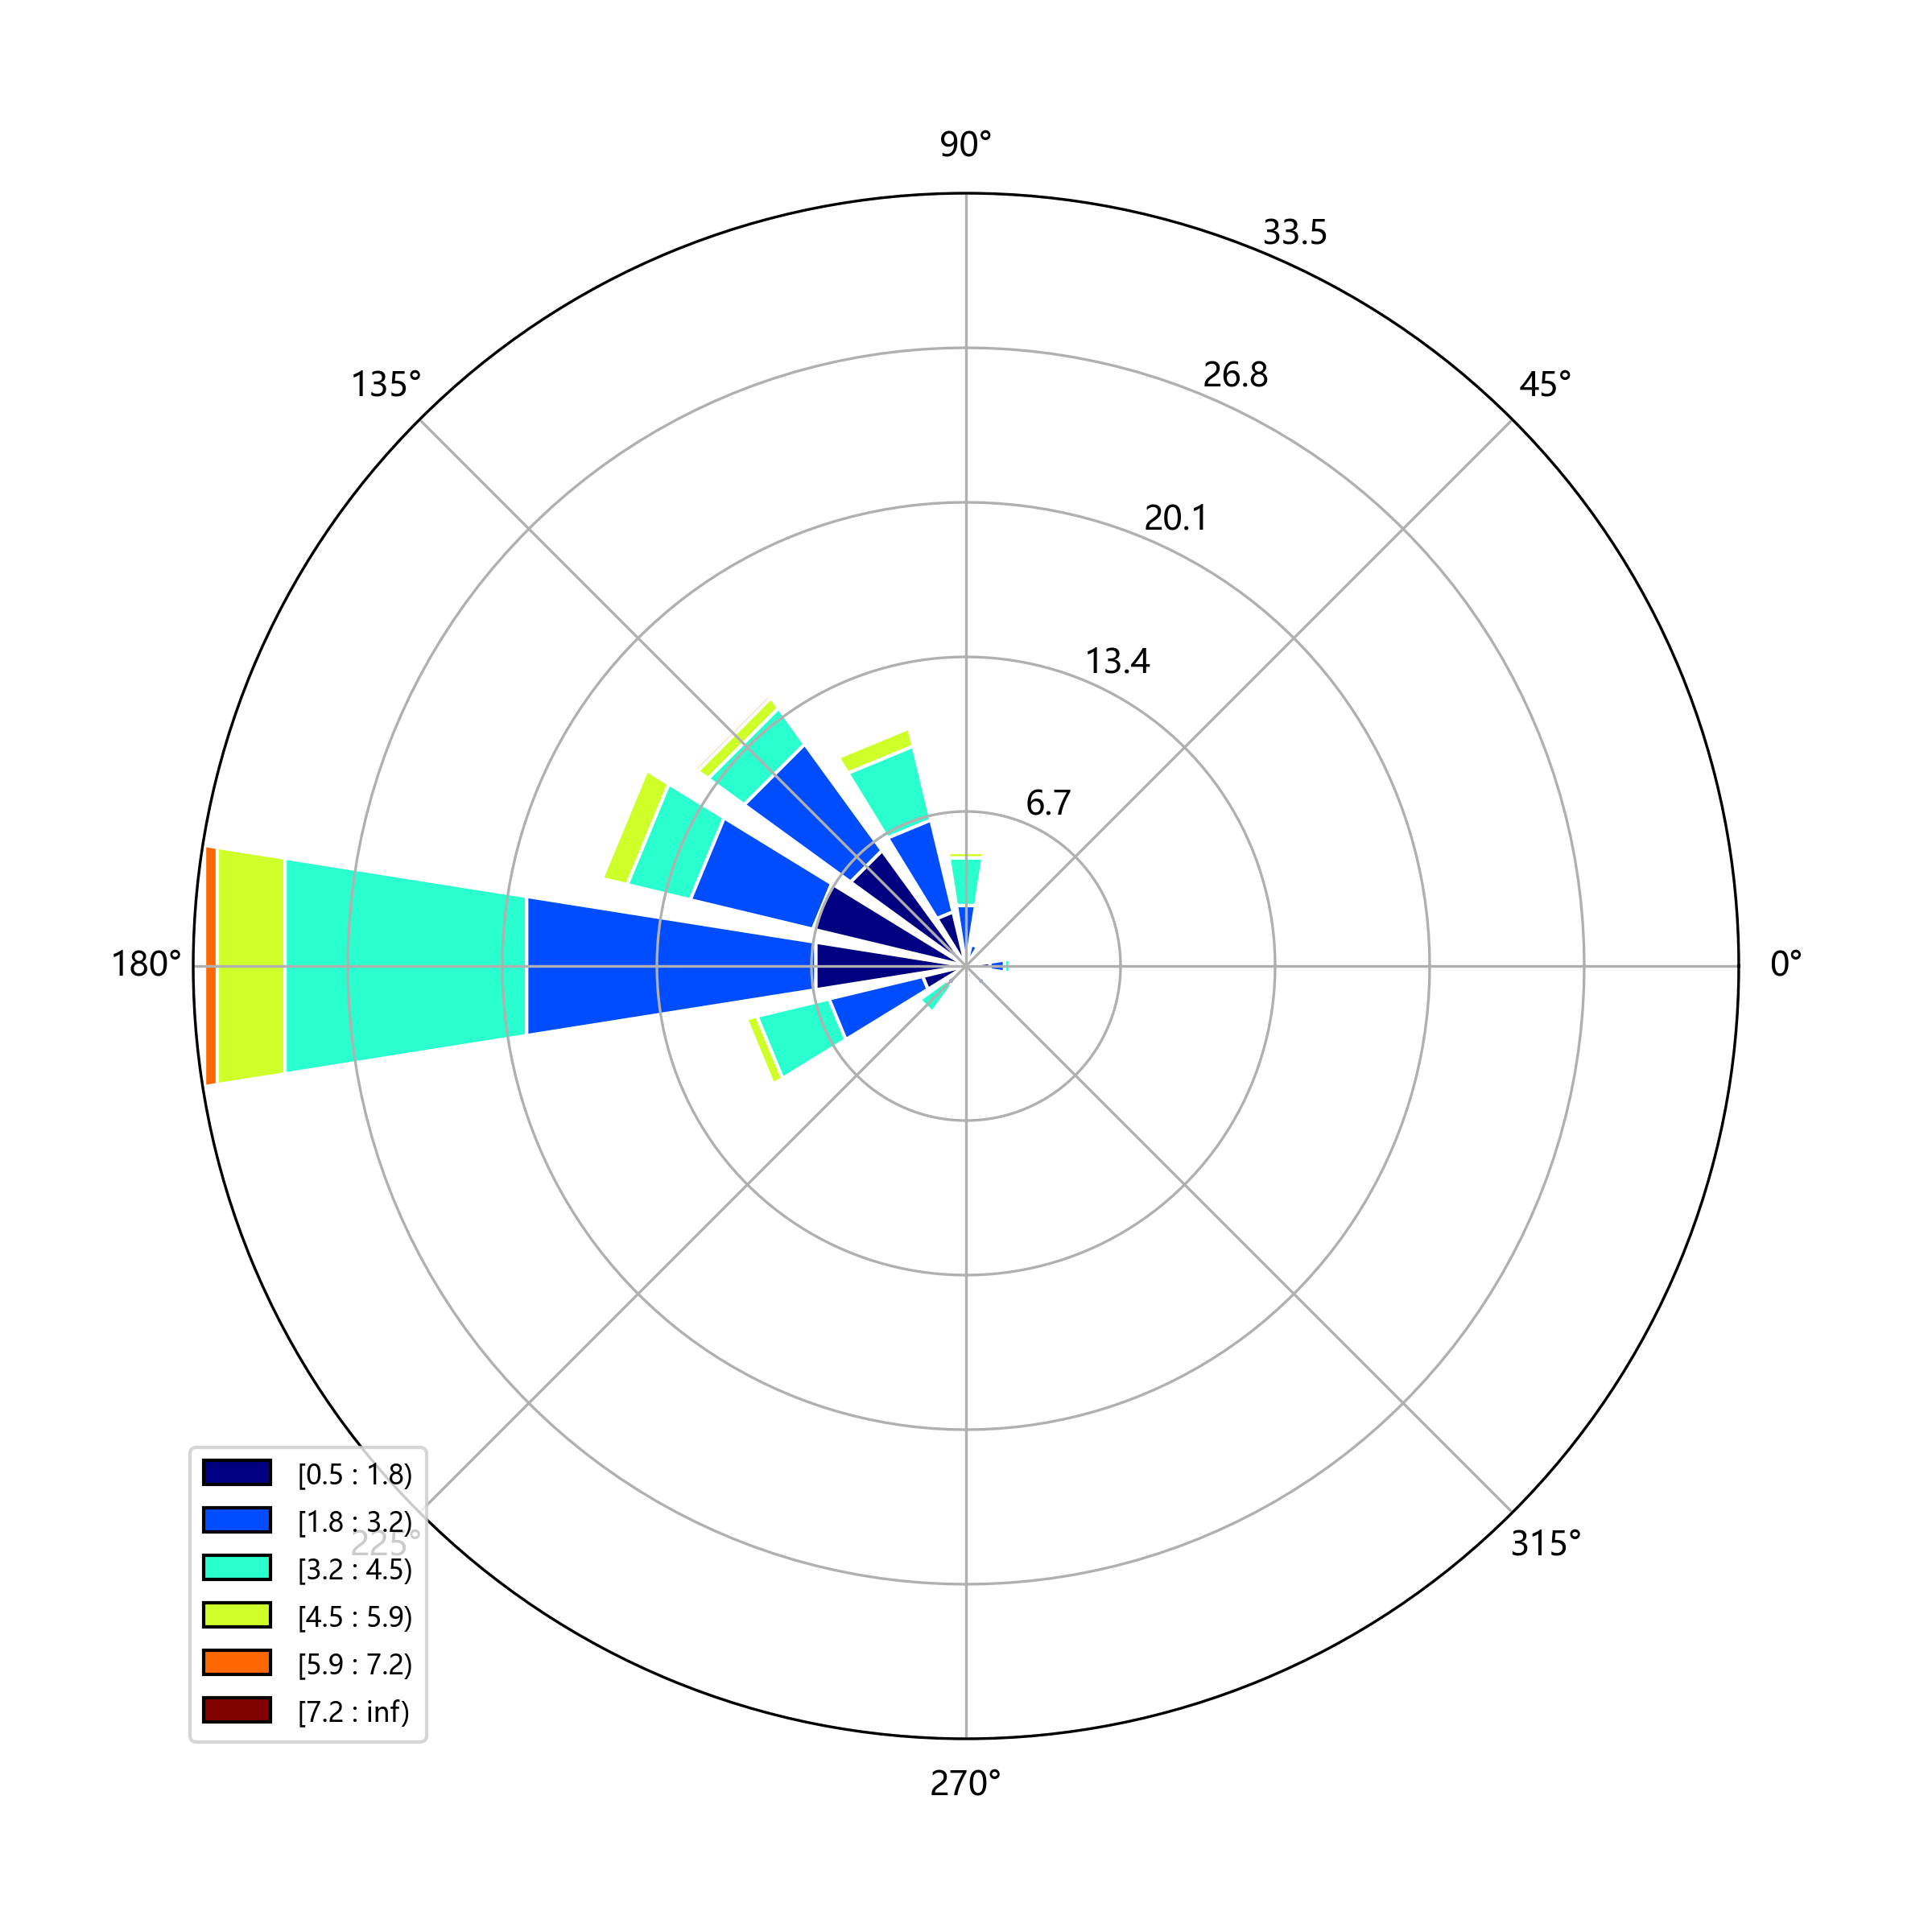 90°
33.5
26.8
135°
45°
20.1
13.4
6.7
180°
0°
[0.5 : 1.8)
[1.8 : 3.2)
225°
315°
[3.2 : 4.5)
[4.5 : 5.9)
[5.9 : 7.2)
[7.2 : inf)
270°